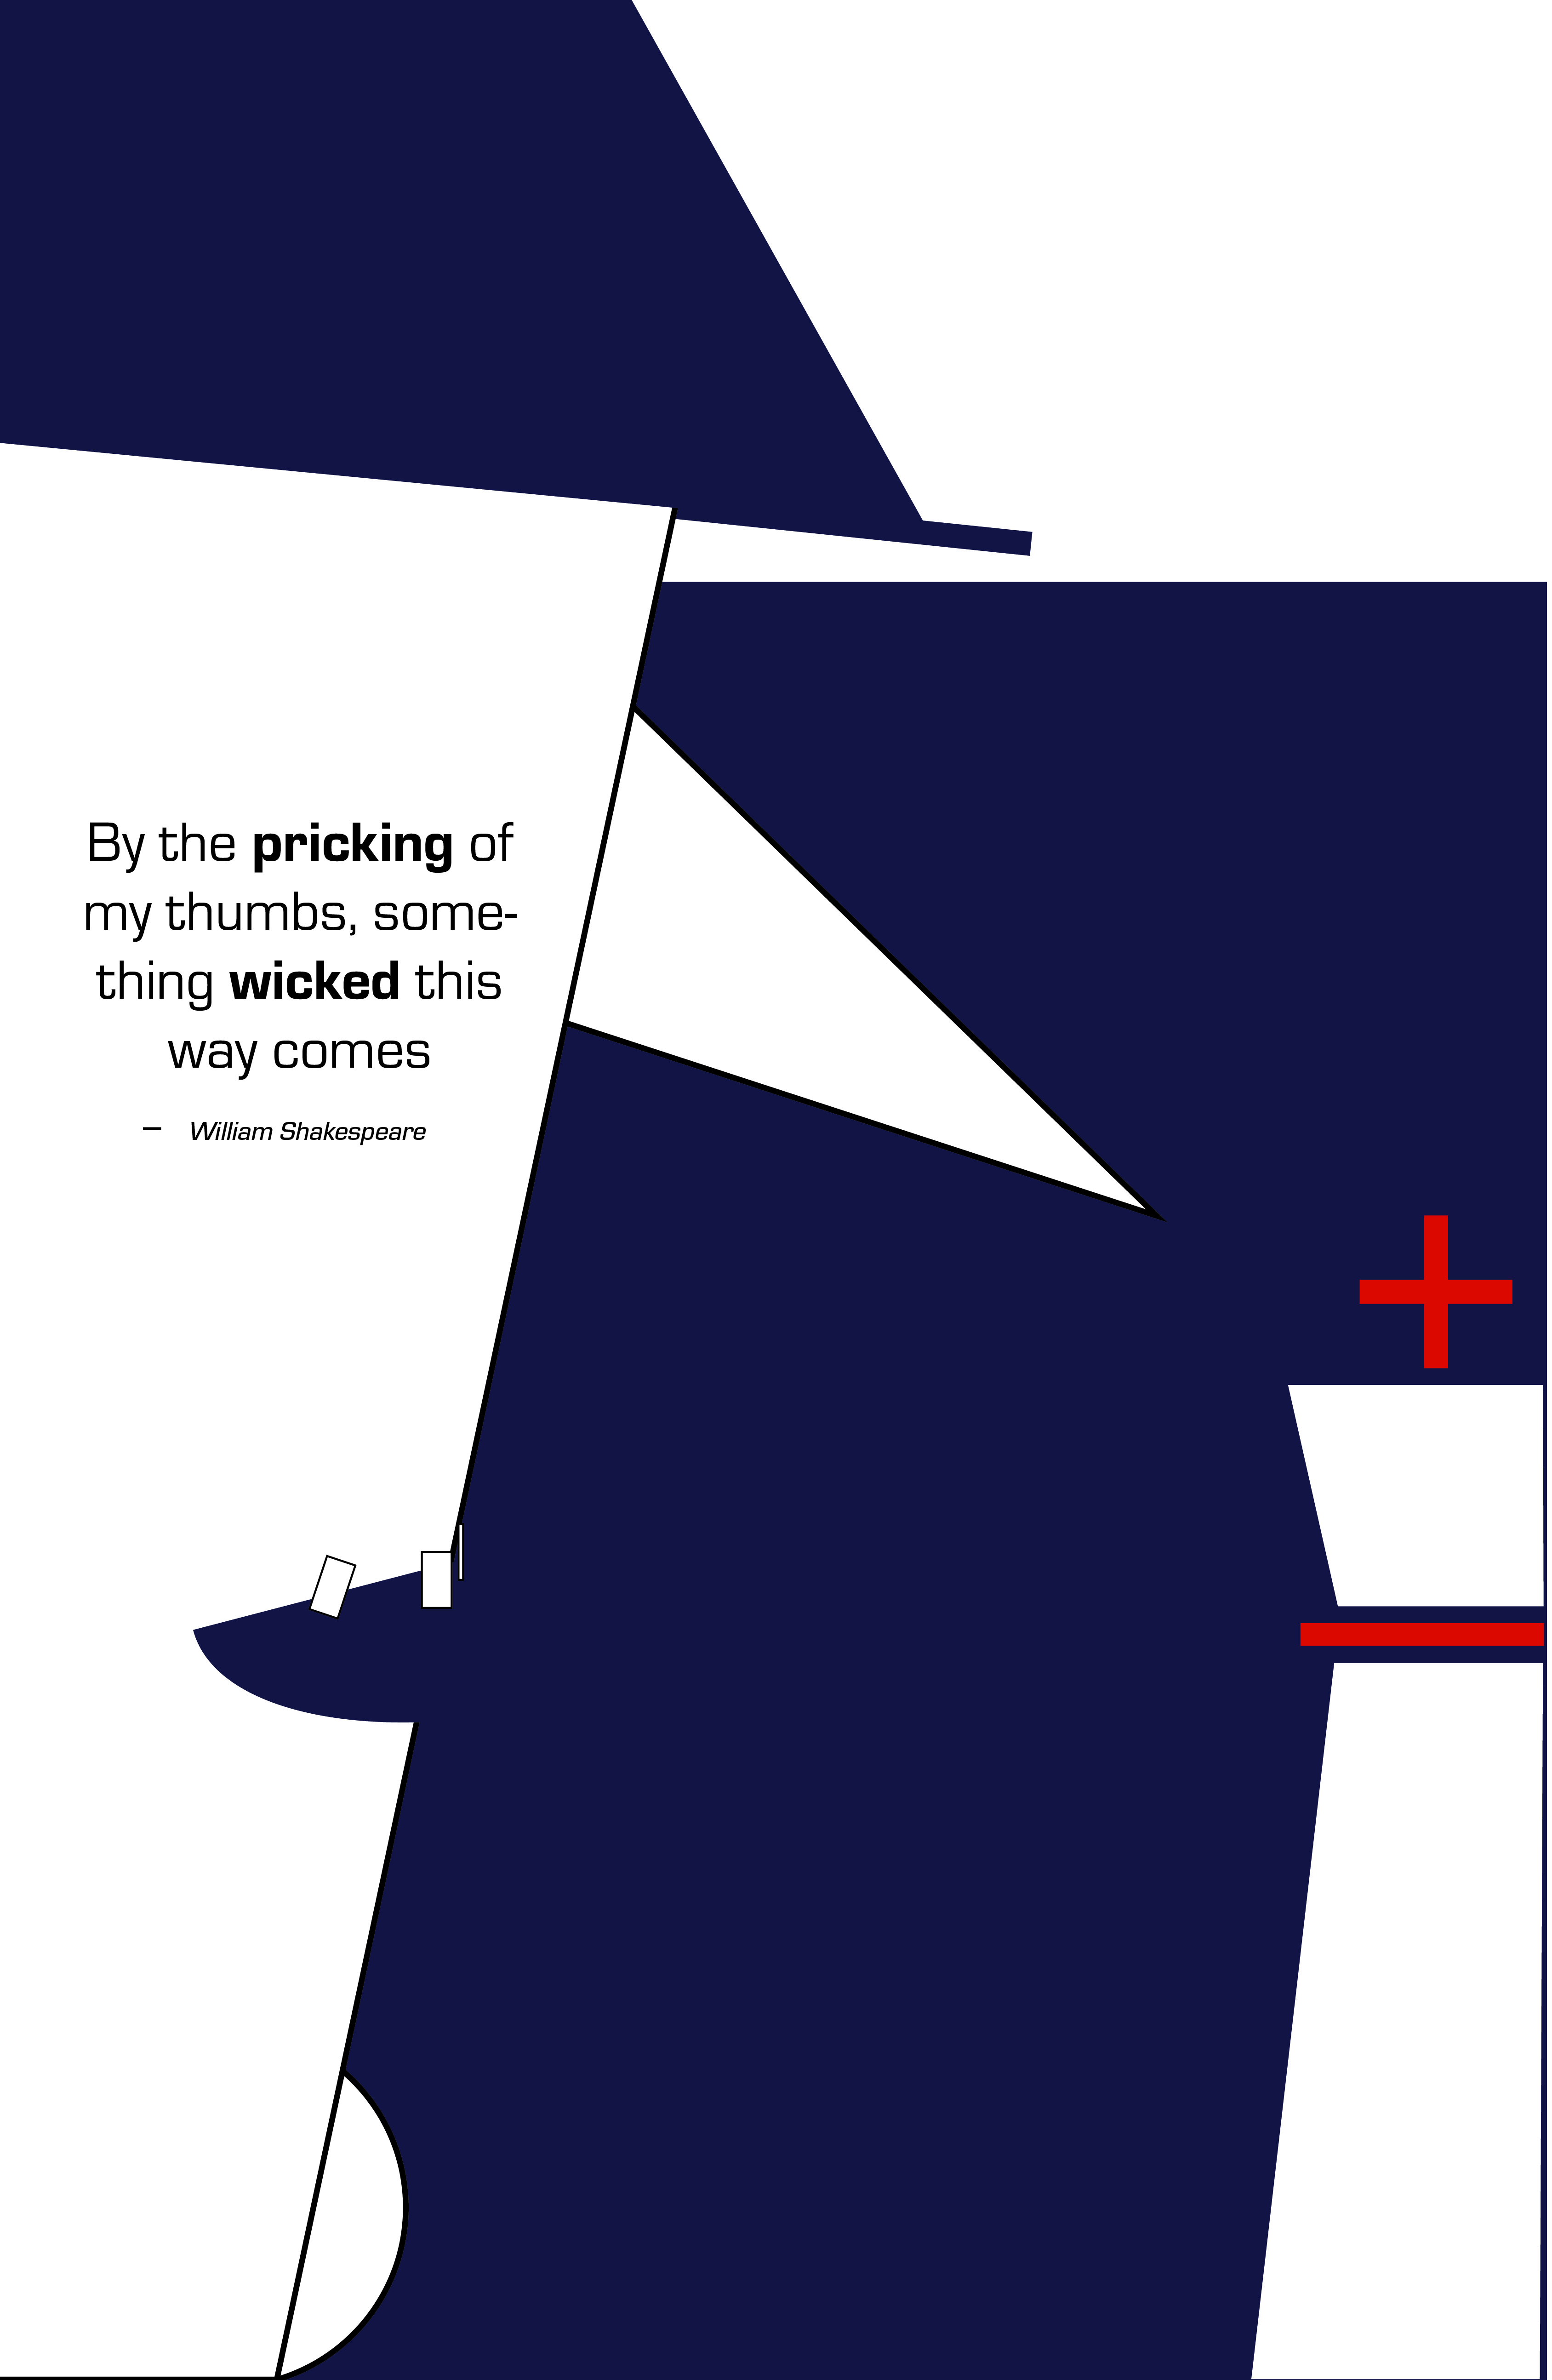 By the pricking of
my thumbs, some-
thing wicked this
way comes
– William Shakespeare